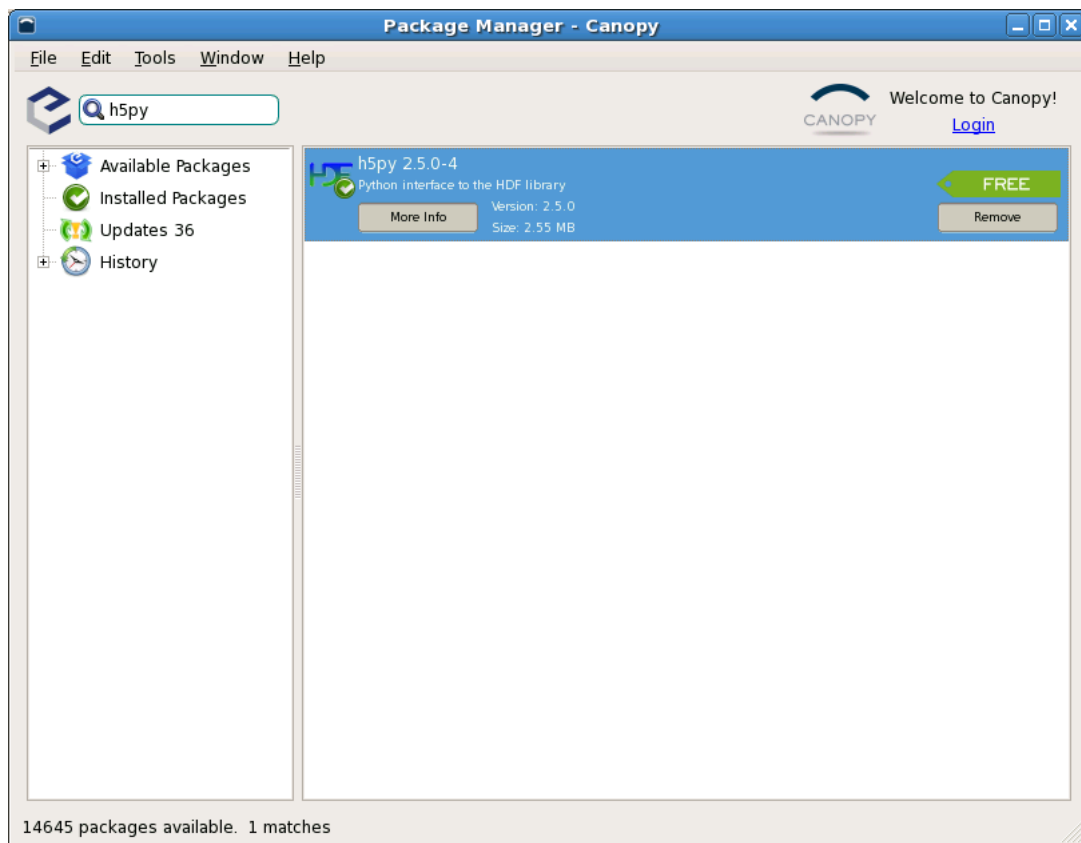 Package Manager - Canopy
File Edit Tools Window Help
h5py
CANOPY
Welcome to Canopy!
Login
Available Packages
Installed Packages
Updates 36
History
HDF
h5py 2.5.0-4
Python interface to the HDF library
More Info
Version: 2.5.0
Size: 2.55 MB
FREE
Remove
14645 packages available.  1 matches